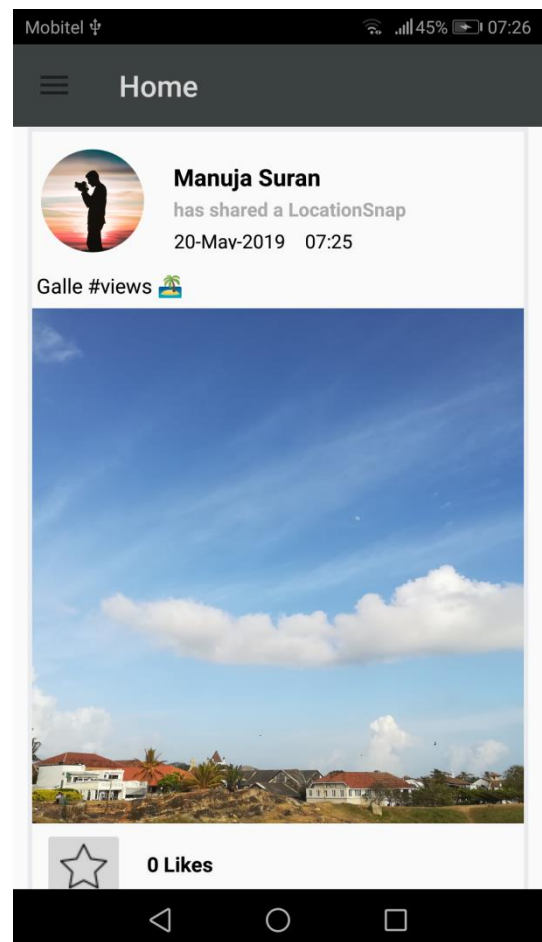 Mobitel 45% 07:26
Home
Manuja Suran
has shared a LocationSnap
20-May-2019 07:25
Galle #views 🏝️
0 Likes